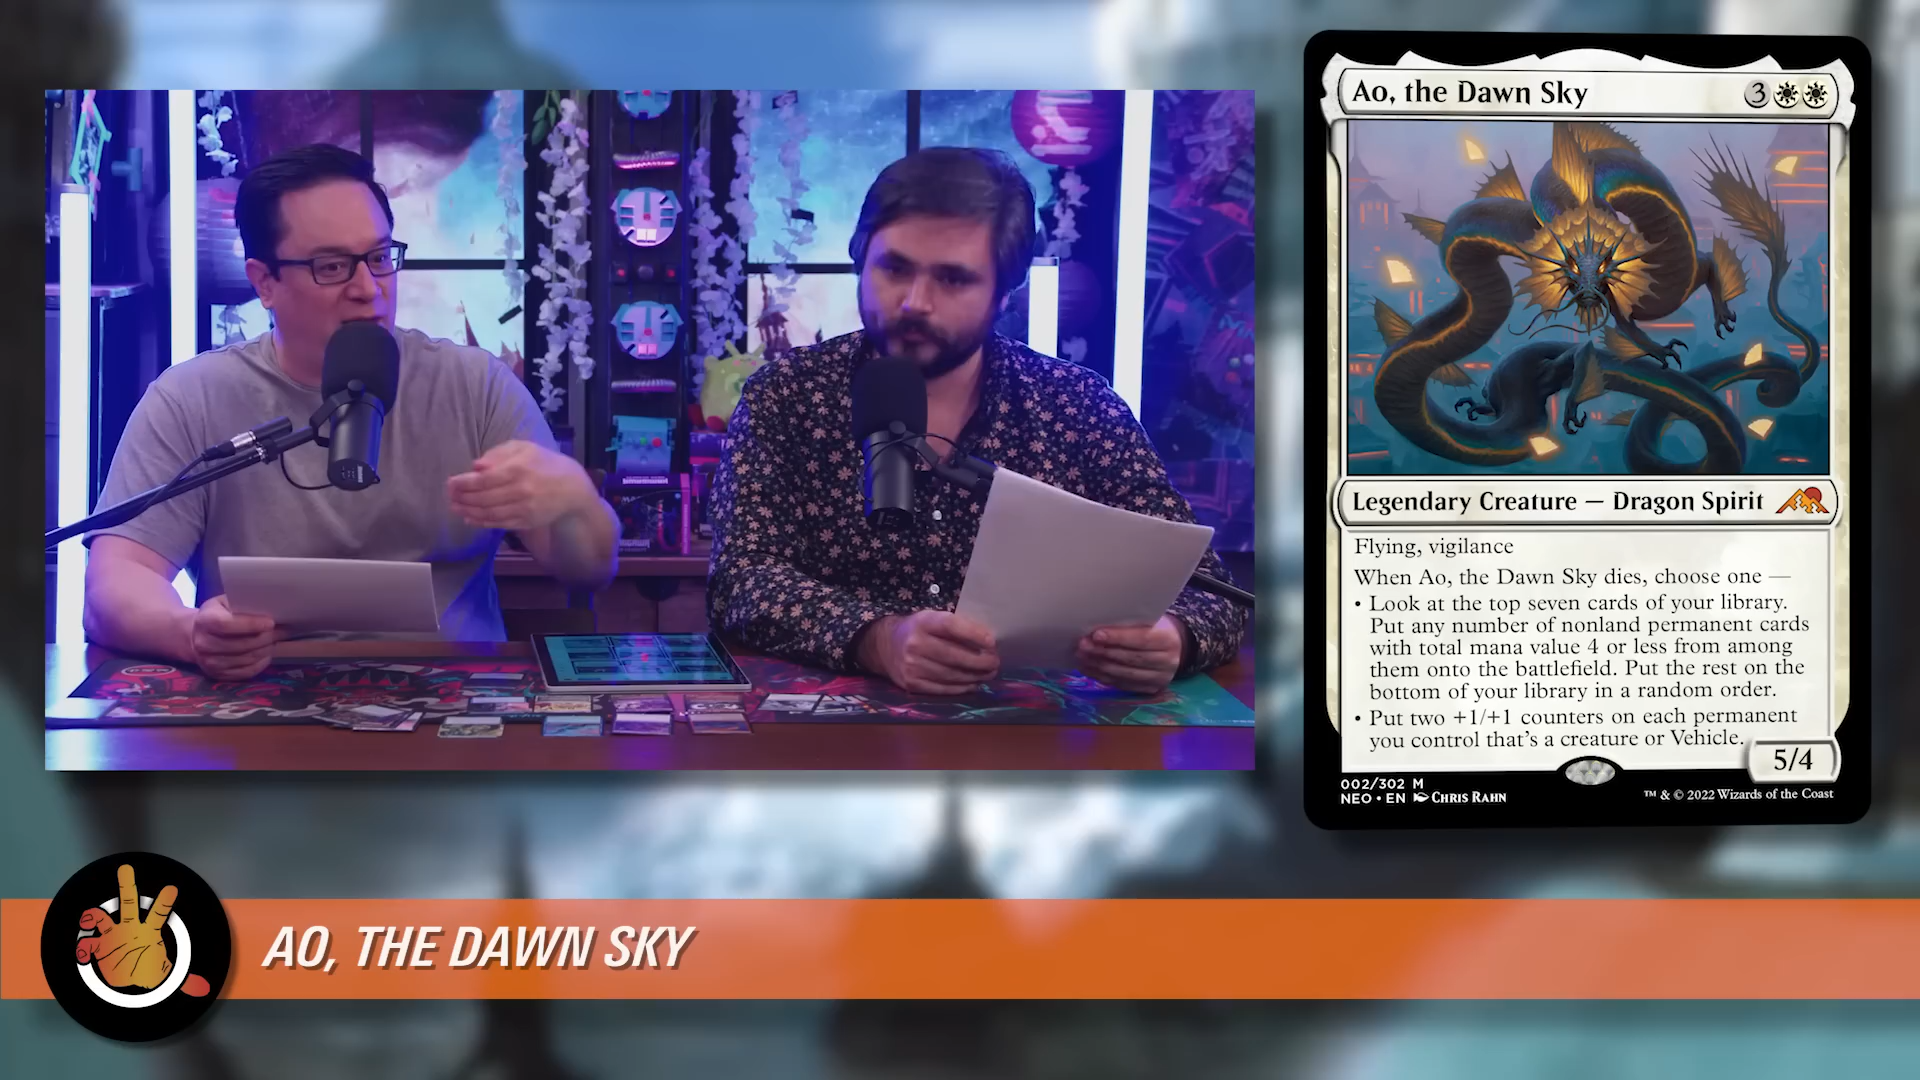 Ao, the Dawn Sky 3
Legendary Creature — Dragon Spirit
Flying, vigilance
When Ao, the Dawn Sky dies, choose one —
• Look at the top seven cards of your library.
Put any number of nonland permanent cards
with total mana value 4 or less from among
them onto the battlefield. Put the rest on the
bottom of your library in a random order.
• Put two +1/+1 counters on each permanent
you control that's a creature or Vehicle.
5/4
002/302 M
NEO • EN Chris Rahn
™ & © 2022 Wizards of the Coast
AO, THE DAWN SKY